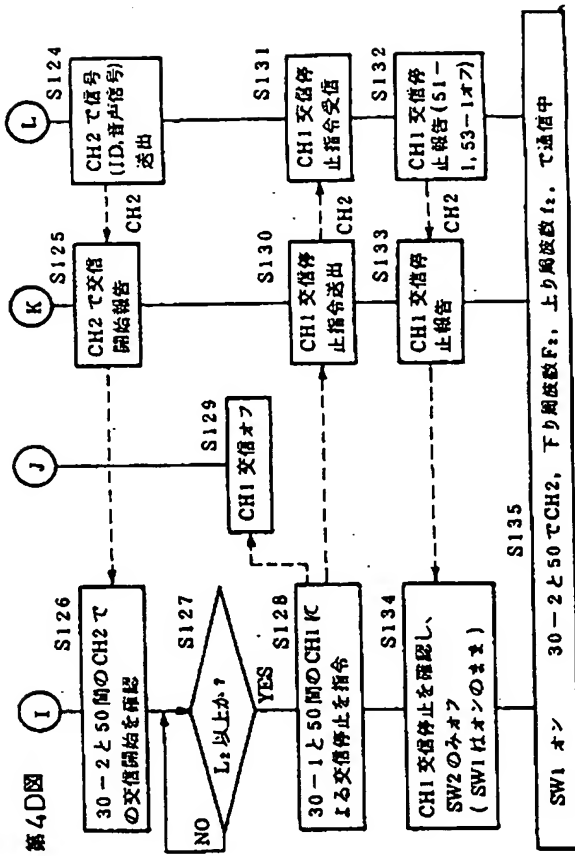 第4D図
I
J
K
L
S126
30-2と50間のCH2で
の交信開始を確認
S125
CH2で交信
開始報告
S124
CH2で信号
(ID,音声信号)
送出
CH2
S127
L₂以上か?
NO
YES
S129
CH1交信オフ
S128
30-1と50間のCH1に
よる交信停止を指令
S130
CH1交信停
止指令送出
S131
CH1交信停
止指令受信
CH2
S134
CH1交信停止を確認し、
SW2のみオフ
(SW1はオンのまま)
S133
CH1交信停
止報告
S132
CH1交信停
止報告(51-
1,53-1オフ)
CH2
S135
SW1オン 30-2と50でCH2,下り周波数F₂,上り周波数f₂,で通信中